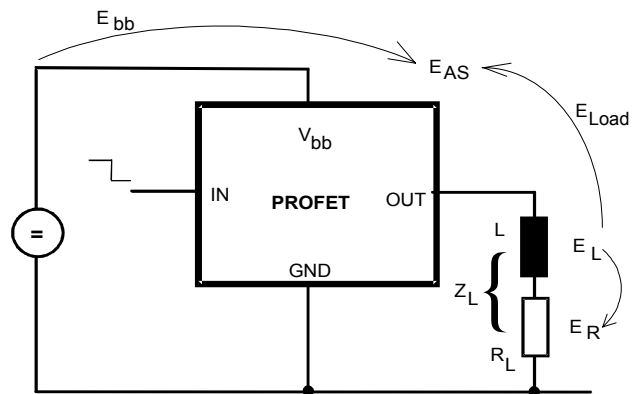 E bb
E AS
E Load
V bb
IN
PROFET
OUT
L
E L
GND
Z L
{
E R
R L
=